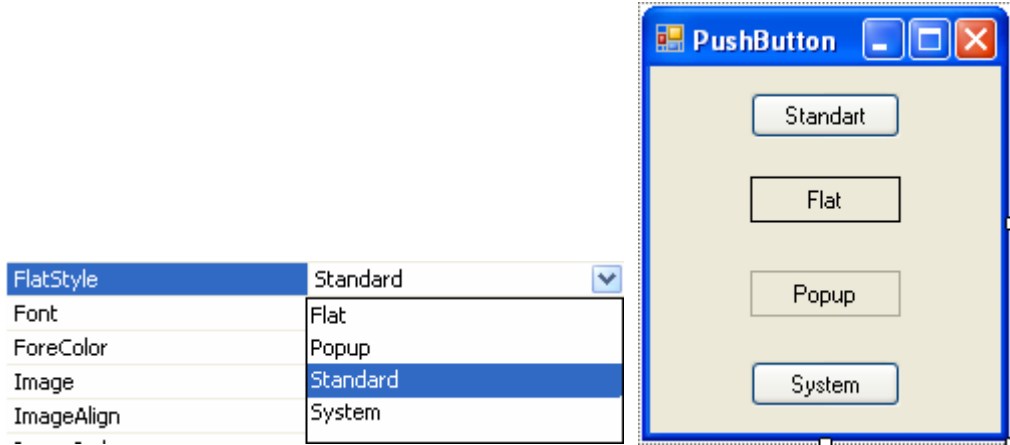 PushButton
Standart
Flat
Popup
System
FlatStyle Standard
Font Flat
ForeColor Popup
Image Standard
ImageAlign System